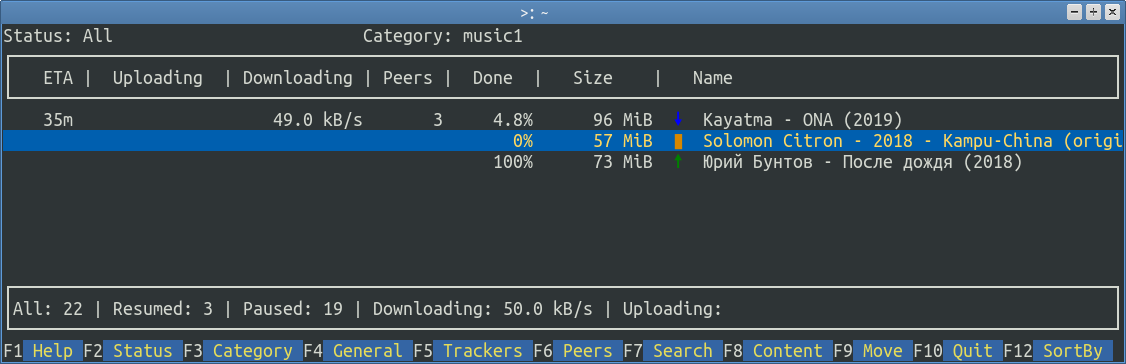 >: ~
Status: All Category: music1
ETA | Uploading | Downloading | Peers | Done | Size | Name
35m 49.0 kB/s 3 4.8% 96 MiB ↓ Kayatma - ONA (2019)
0% 57 MiB Solomon Citron - 2018 - Kampu-China (origi
100% 73 MiB ↑ Юрий Бунтов - После дождя (2018)
All: 22 | Resumed: 3 | Paused: 19 | Downloading: 50.0 kB/s | Uploading:
F1 Help F2 Status F3 Category F4 General F5 Trackers F6 Peers F7 Search F8 Content F9 Move F10 Quit F12 SortBy